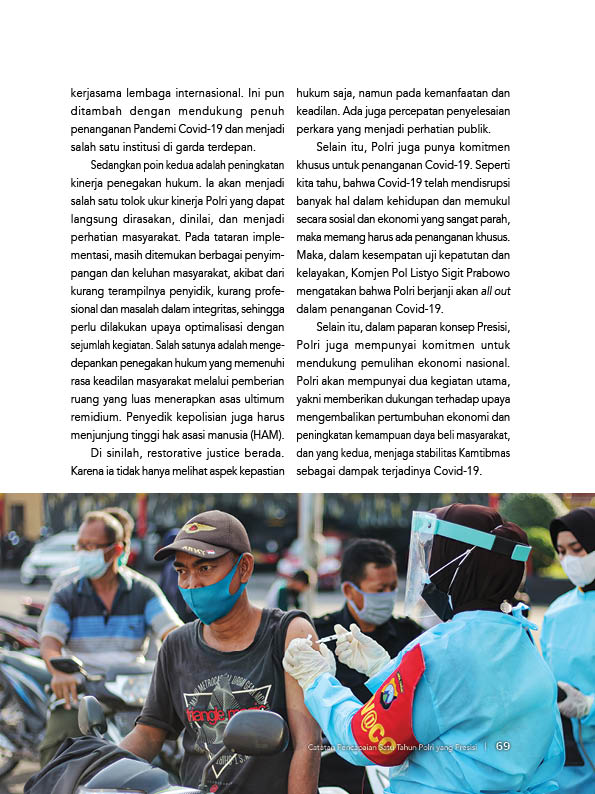 kerjasama lembaga internasional. Ini pun
ditambah dengan mendukung penuh
penanganan Pandemi Covid-19 dan menjadi
salah satu institusi di garda terdepan.
Sedangkan poin kedua adalah peningkatan
kinerja penegakan hukum. Ia akan menjadi
salah satu tolok ukur kinerja Polri yang dapat
langsung dirasakan, dinilai, dan menjadi
perhatian masyarakat. Pada tataran imple-
mentasi, masih ditemukan berbagai penyim-
pangan dan keluhan masyarakat, akibat dari
kurang terampilnya penyidik, kurang profe-
sional dan masalah dalam integritas, sehingga
perlu dilakukan upaya optimalisasi dengan
sejumlah kegiatan. Salah satunya adalah menge-
depankan penegakan hukum yang memenuhi
rasa keadilan masyarakat melalui pemberian
ruang yang luas menerapkan asas ultimum
remidium. Penyedik kepolisian juga harus
menjunjung tinggi hak asasi manusia (HAM).
Di sinilah, restorative justice berada.
Karena ia tidak hanya melihat aspek kepastian
hukum saja, namun pada kemanfaatan dan
keadilan. Ada juga percepatan penyelesaian
perkara yang menjadi perhatian publik.
Selain itu, Polri juga punya komitmen
khusus untuk penanganan Covid-19. Seperti
kita tahu, bahwa Covid-19 telah mendisrupsi
banyak hal dalam kehidupan dan memukul
secara sosial dan ekonomi yang sangat parah,
maka memang harus ada penanganan khusus.
Maka, dalam kesempatan uji kepatutan dan
kelayakan, Komjen Pol Listyo Sigit Prabowo
mengatakan bahwa Polri berjanji akan all out
dalam penanganan Covid-19.
Selain itu, dalam paparan konsep Presisi,
Polri juga mempunyai komitmen untuk
mendukung pemulihan ekonomi nasional.
Polri akan mempunyai dua kegiatan utama,
yakni memberikan dukungan terhadap upaya
mengembalikan pertumbuhan ekonomi dan
peningkatan kemampuan daya beli masyarakat,
dan yang kedua, menjaga stabilitas Kamtibmas
sebagai dampak terjadinya Covid-19.
ARMY
triangle
Catatan Pencapaian Satu Tahun Polri yang Presisi | 69